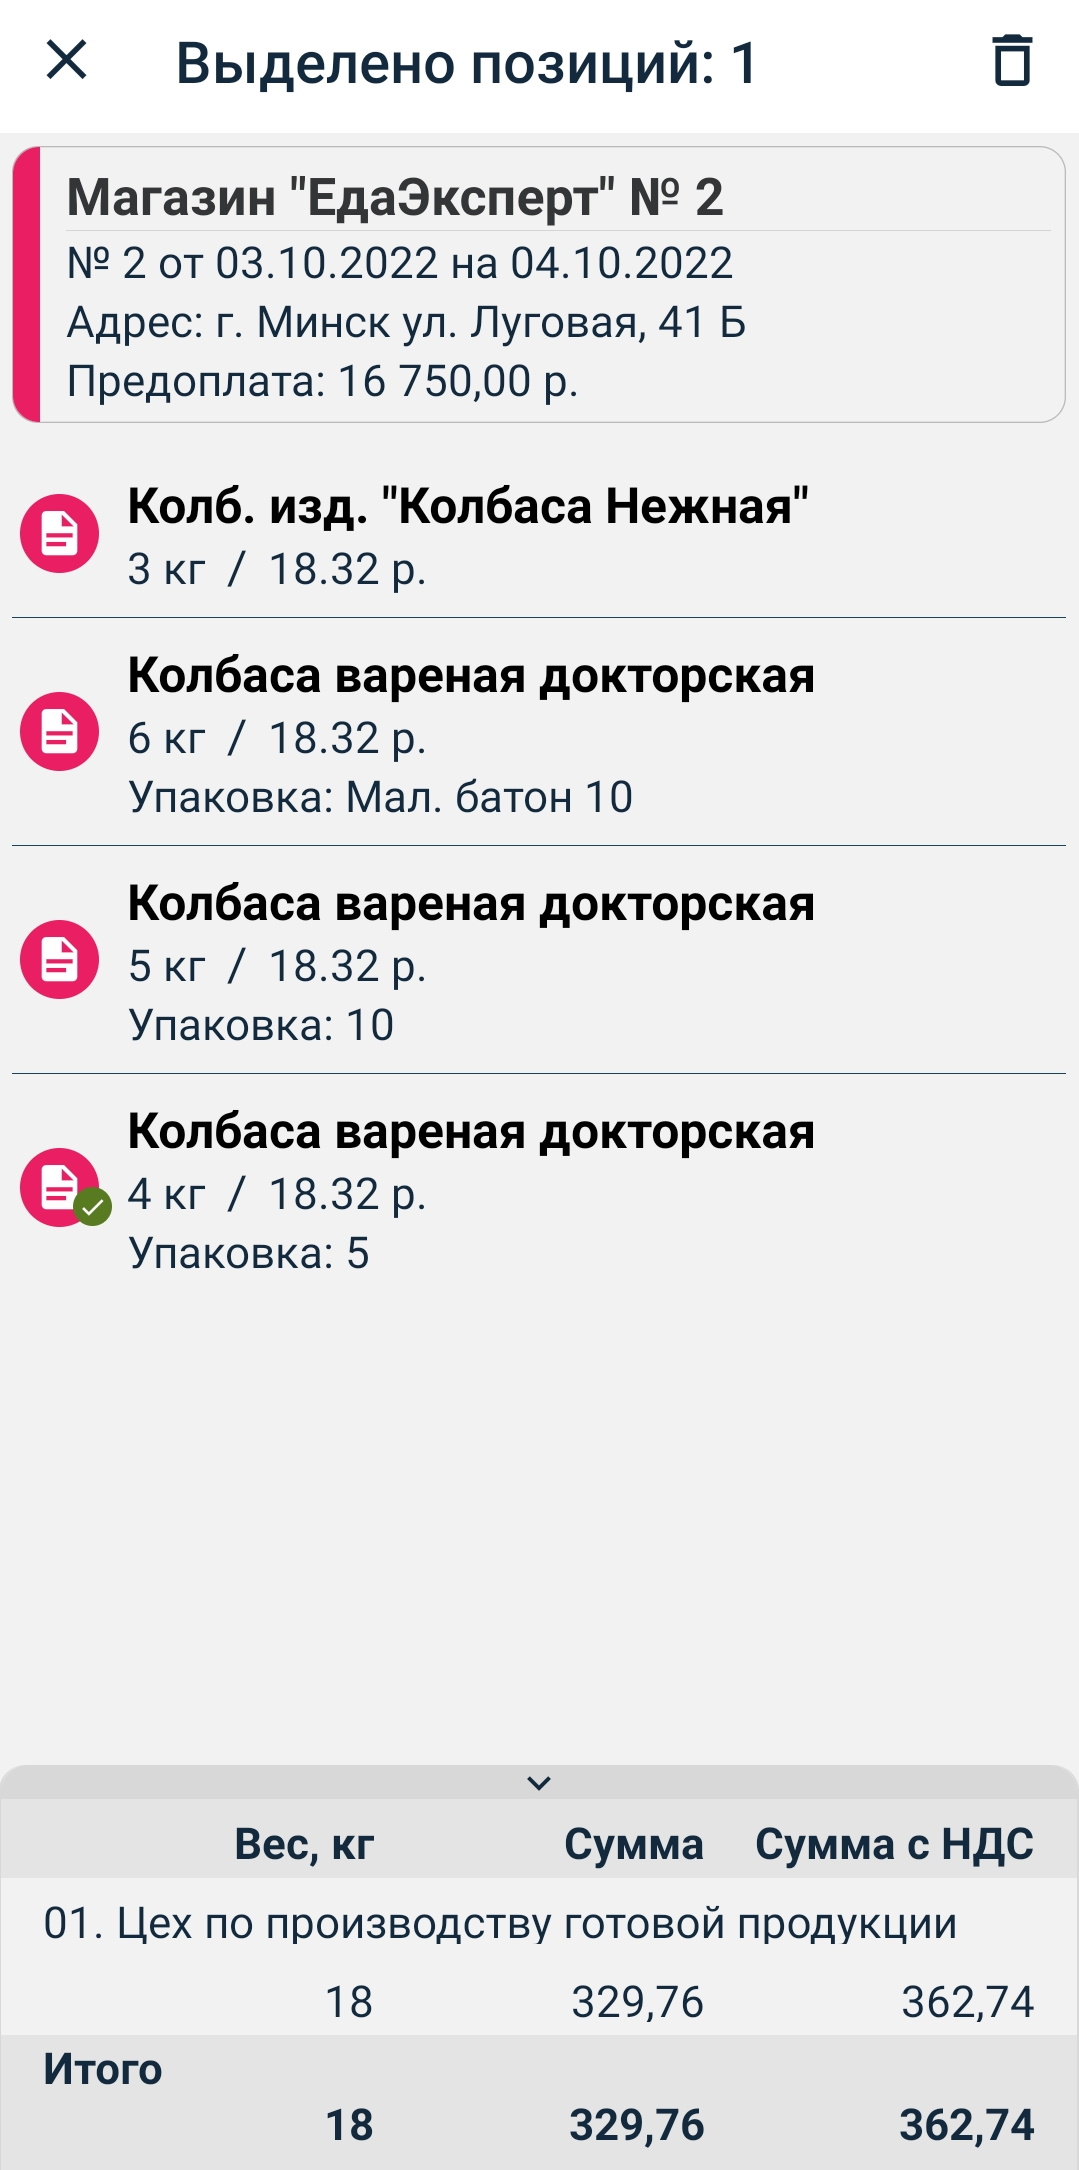 Выделено позиций: 1
Магазин "ЕдаЭксперт" № 2
№ 2 от 03.10.2022 на 04.10.2022
Адрес: г. Минск ул. Луговая, 41 Б
Предоплата: 16 750,00 р.
Колб. изд. "Колбаса Нежная"
3 кг / 18.32 р.
Колбаса вареная докторская
6 кг / 18.32 р.
Упаковка: Мал. батон 10
Колбаса вареная докторская
5 кг / 18.32 р.
Упаковка: 10
Колбаса вареная докторская
4 кг / 18.32 р.
Упаковка: 5
Вес, кг Сумма Сумма с НДС
01. Цех по производству готовой продукции
18 329,76 362,74
Итого
18 329,76 362,74